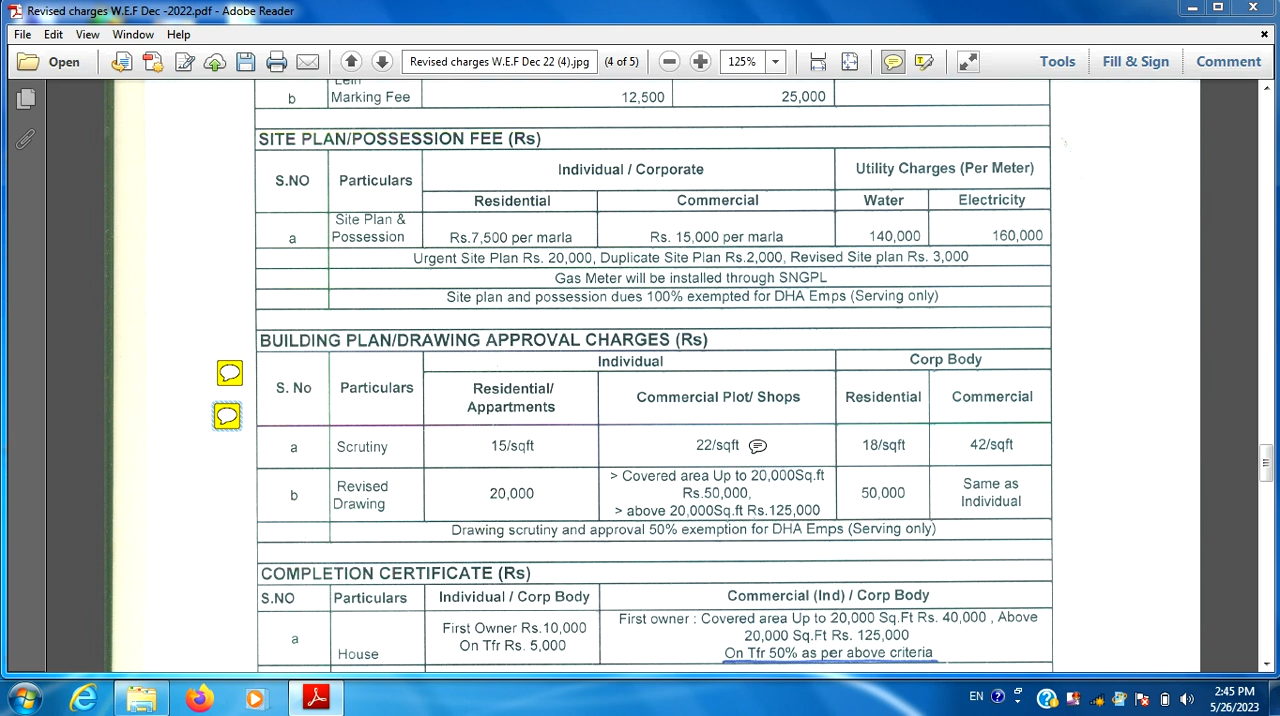 Revised charges W.E.F Dec -2022.pdf - Adobe Reader
File Edit View Window Help
Open Revised charges W.E.F Dec 22 (4).jpg (4 of 5) 125% Tools Fill & Sign Comment
b Marking Fee 12,500 25,000
SITE PLAN/POSSESSION FEE (Rs)
S.NO Particulars Individual / Corporate Utility Charges (Per Meter)
Residential Commercial Water Electricity
a Site Plan & Possession Rs.7,500 per marla Rs. 15,000 per marla 140,000 160,000
Urgent Site Plan Rs. 20,000, Duplicate Site Plan Rs.2,000, Revised Site plan Rs. 3,000
Gas Meter will be installed through SNGPL
Site plan and possession dues 100% exempted for DHA Emps (Serving only)
BUILDING PLAN/DRAWING APPROVAL CHARGES (Rs)
S. No Particulars Individual Corp Body
Residential/ Appartments Commercial Plot/ Shops Residential Commercial
a Scrutiny 15/sqft 22/sqft 18/sqft 42/sqft
b Revised Drawing 20,000 > Covered area Up to 20,000Sq.ft Rs.50,000, > above 20,000Sq.ft Rs.125,000 50,000 Same as Individual
Drawing scrutiny and approval 50% exemption for DHA Emps (Serving only)
COMPLETION CERTIFICATE (Rs)
S.NO Particulars Individual / Corp Body Commercial (Ind) / Corp Body
a House First Owner Rs.10,000 On Tfr Rs. 5,000 First owner : Covered area Up to 20,000 Sq.Ft Rs. 40,000 , Above 20,000 Sq.Ft Rs. 125,000 On Tfr 50% as per above criteria
EN 2:45 PM
5/26/2023